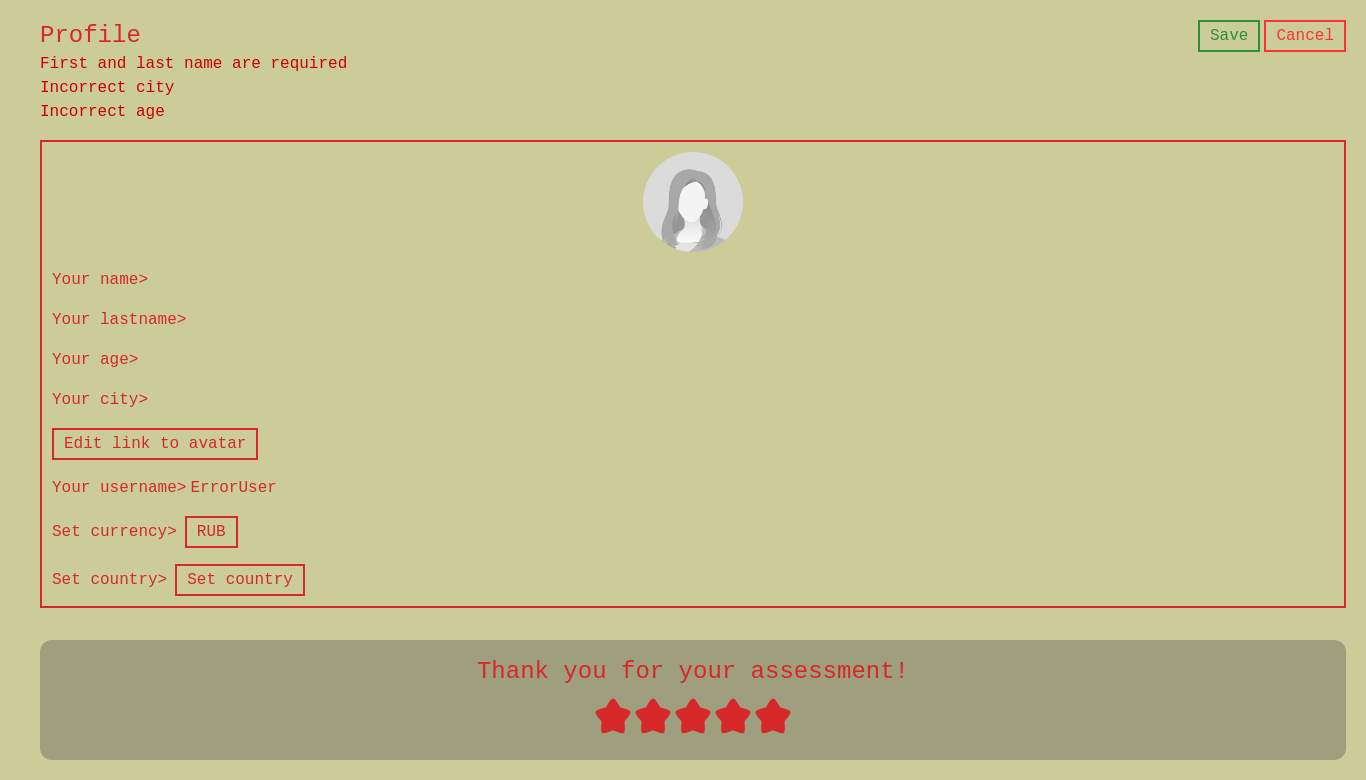 Profile
Save
Cancel
First and last name are required
Incorrect city
Incorrect age
Your name>
Your lastname>
Your age>
Your city>
Edit link to avatar
Your username> ErrorUser
Set currency> RUB
Set country> Set country
Thank you for your assessment!